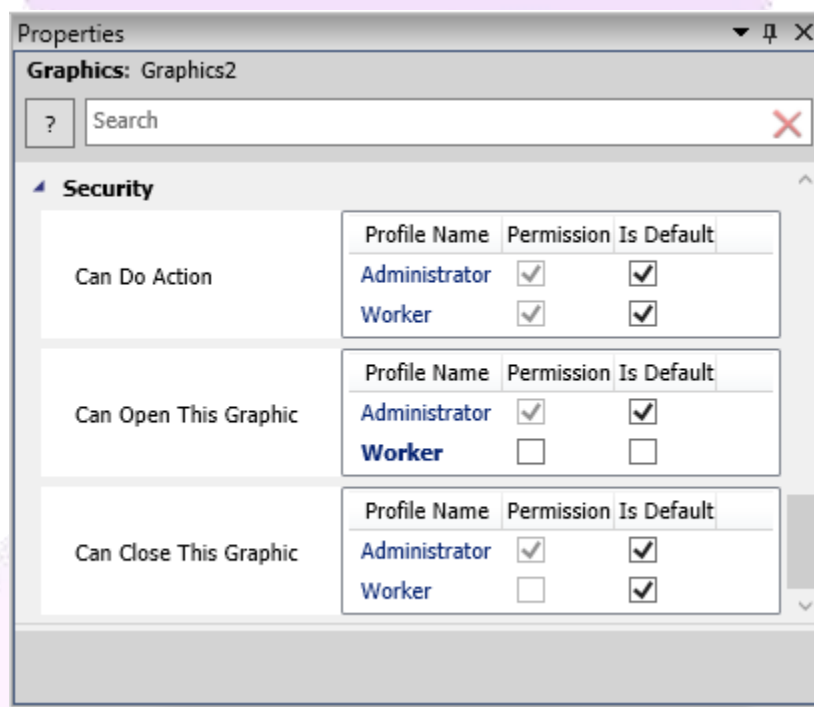 Properties
Graphics: Graphics2
?
Search
Security
Can Do Action
Profile Name Permission Is Default
Administrator
Worker
Can Open This Graphic
Profile Name Permission Is Default
Administrator
Worker
Can Close This Graphic
Profile Name Permission Is Default
Administrator
Worker